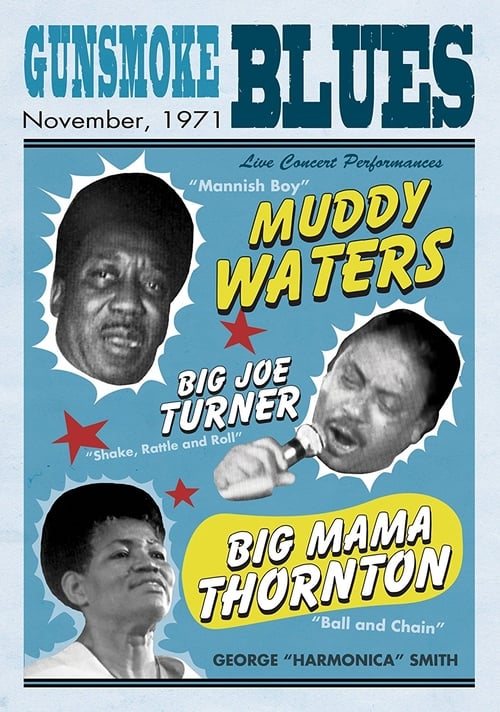 GUNSMOKE BLUES
November, 1971
Live Concert Performances
“Mannish Boy”
MUDDY
WATERS
BIG JOE
TURNER
“Shake, Rattle and Roll”
BIG MAMA
THORNTON
“Ball and Chain”
GEORGE “HARMONICA” SMITH